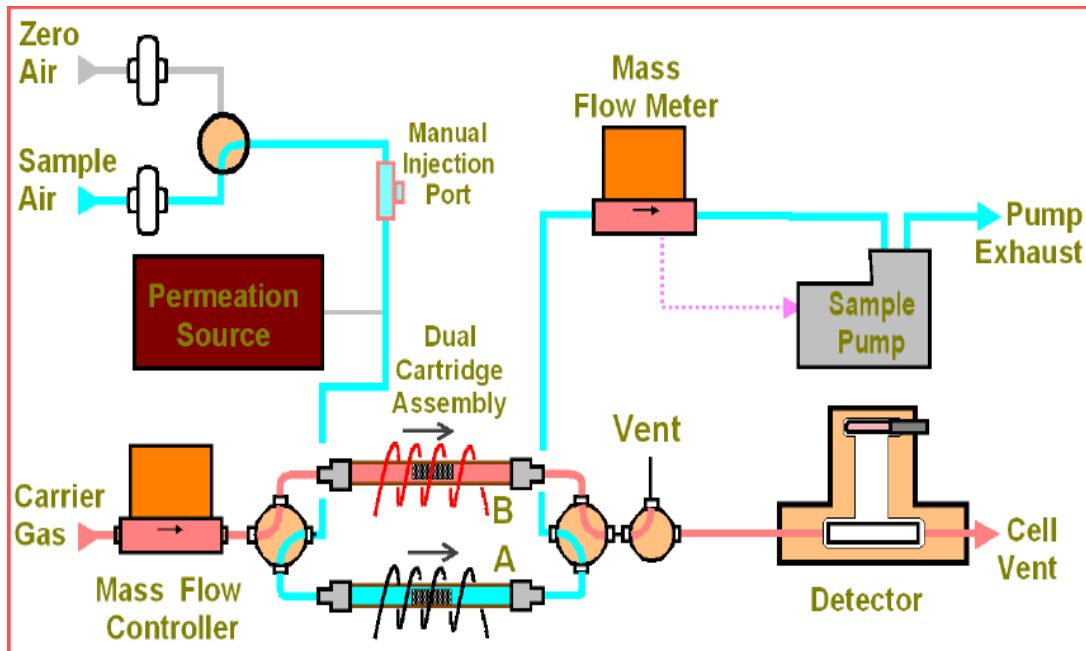 Zero
Air
Sample
Air
Manual
Injection
Port
Mass
Flow Meter
Pump
Exhaust
Permeation
Source
Sample
Pump
Dual
Cartridge
Assembly
Vent
Carrier
Gas
B
A
Mass Flow
Controller
Cell
Vent
Detector